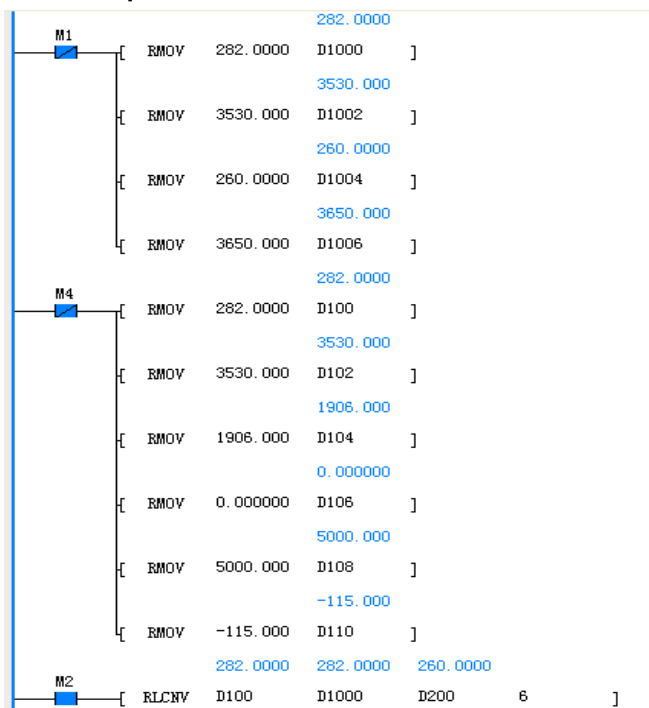 282.0000
M1
[ RMOV 282.0000 D1000 ]
3530.000
[ RMOV 3530.000 D1002 ]
260.0000
[ RMOV 260.0000 D1004 ]
3650.000
[ RMOV 3650.000 D1006 ]
282.0000
M4
[ RMOV 282.0000 D100 ]
3530.000
[ RMOV 3530.000 D102 ]
1906.000
[ RMOV 1906.000 D104 ]
0.000000
[ RMOV 0.000000 D106 ]
5000.000
[ RMOV 5000.000 D108 ]
-115.000
[ RMOV -115.000 D110 ]
282.0000 282.0000 260.0000
M2
[ RLCNV D100 D1000 D200 6 ]